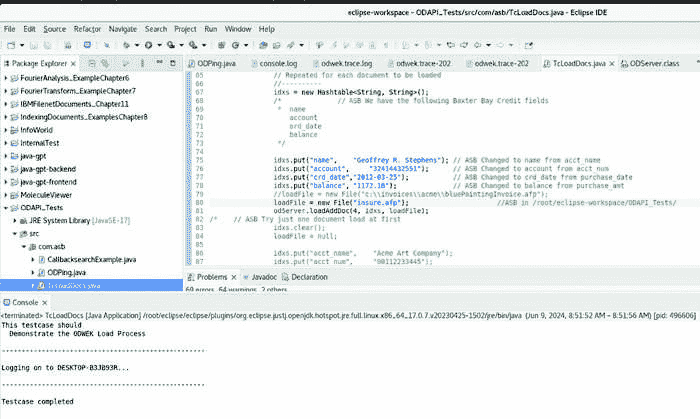 eclipse-workspace - ODAPI_Tests/src/com/asb/TcLoadDocs.java - Eclipse IDE
File Edit Source Refactor Navigate Search Project Run Window Help
Package Explorer
FourierAnalysis_ExampleChapter6
FourierTransform_ExampleChapter7
IBMFilenetDocuments_Chapter11
IndexingDocuments_ExamplesChapter8
InfoWorld
InternalTest
java-gpt
java-gpt-backend
java-gpt-frontend
MoleculeViewer
ODAPI_Tests
JRE System Library [JavaSE-17]
src
com.asb
CallbacksearchExample.java
ODPing.java
TcLoadDocs.java
ODPing.java console.log odwek.log odwek.trace-202 odwek.trace-202 TcLoadDocs.java ODServer.class
65 // Repeated for each document to be loaded
66 //----------
67 idxs = new Hashtable<String, String>();
68 /* // ASB We have the following Baxter Bay Credit fields
69 * name
70 account
71 ord_date
72 balance
73 */
74
75 idxs.put("name", "Geoffrey R. Stephens"); // ASB Changed to name from acct_name
76 idxs.put("account", "32414432591"); // ASB Changed to account from acct_num
77 idxs.put("crd_date","2012-03-25"); // ASB Changed to crd_date from purchase_date
78 idxs.put("balance", "1172.10"); // ASB Changed to balance from purchase_amt
79 //loadFile = new File("c:\\invoices\\acme\\bluePaintingInvoice.afp");
80 loadFile = new File("insure.afp"); //ASB in /root/eclipse-workspace/ODAPI_Tests/
81 odServer.loadAddDoc(4, idxs, loadFile);
82 /* // ASB Try just one document load at first
83 idxs.clear();
84 loadFile = null;
85
86 idxs.put("acct_name", "Acme Art Company");
87 idxs.put("acct_num", "00112233445");
Problems Javadoc Declaration
69 errors, 64 warnings, 2 others
Console
<terminated> TcLoadDocs [Java Application] /root/eclipse/eclipse/plugins/org.eclipse.justj.openjdk.hotspot.jre.full.linux.x86_64_17.0.7.v20230425-1502/jre/bin/java (Jun 9, 2024, 8:51:52 AM – 8:51:56 AM) [pid: 496606]
This testcase should
Demonstrate the ODWEK Load Process
--------------------------------------------------
Logging on to DESKTOP-B3JB93R...
--------------------------------------------------
Testcase completed